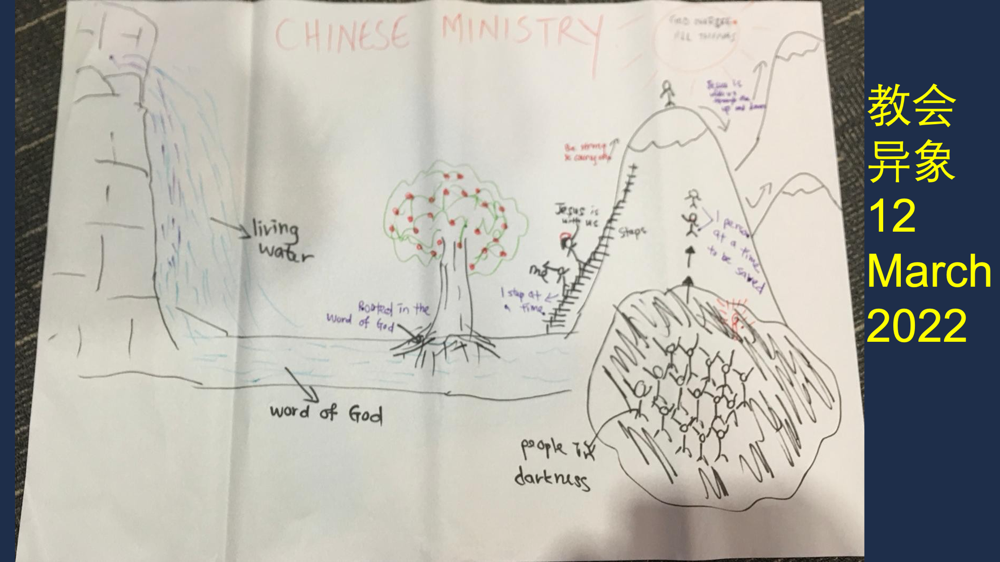 CHINESE MINISTRY
ALL THINGS
Jesus is
with us
through the
up and down
Be strong
& carry on
Jesus is
with us
steps
me
1 step at
a time.
1 person
at a time
to be saved
living
water
Rooted in the
word of God
word of God
people in
darkness
教会
异象
12
March
2022